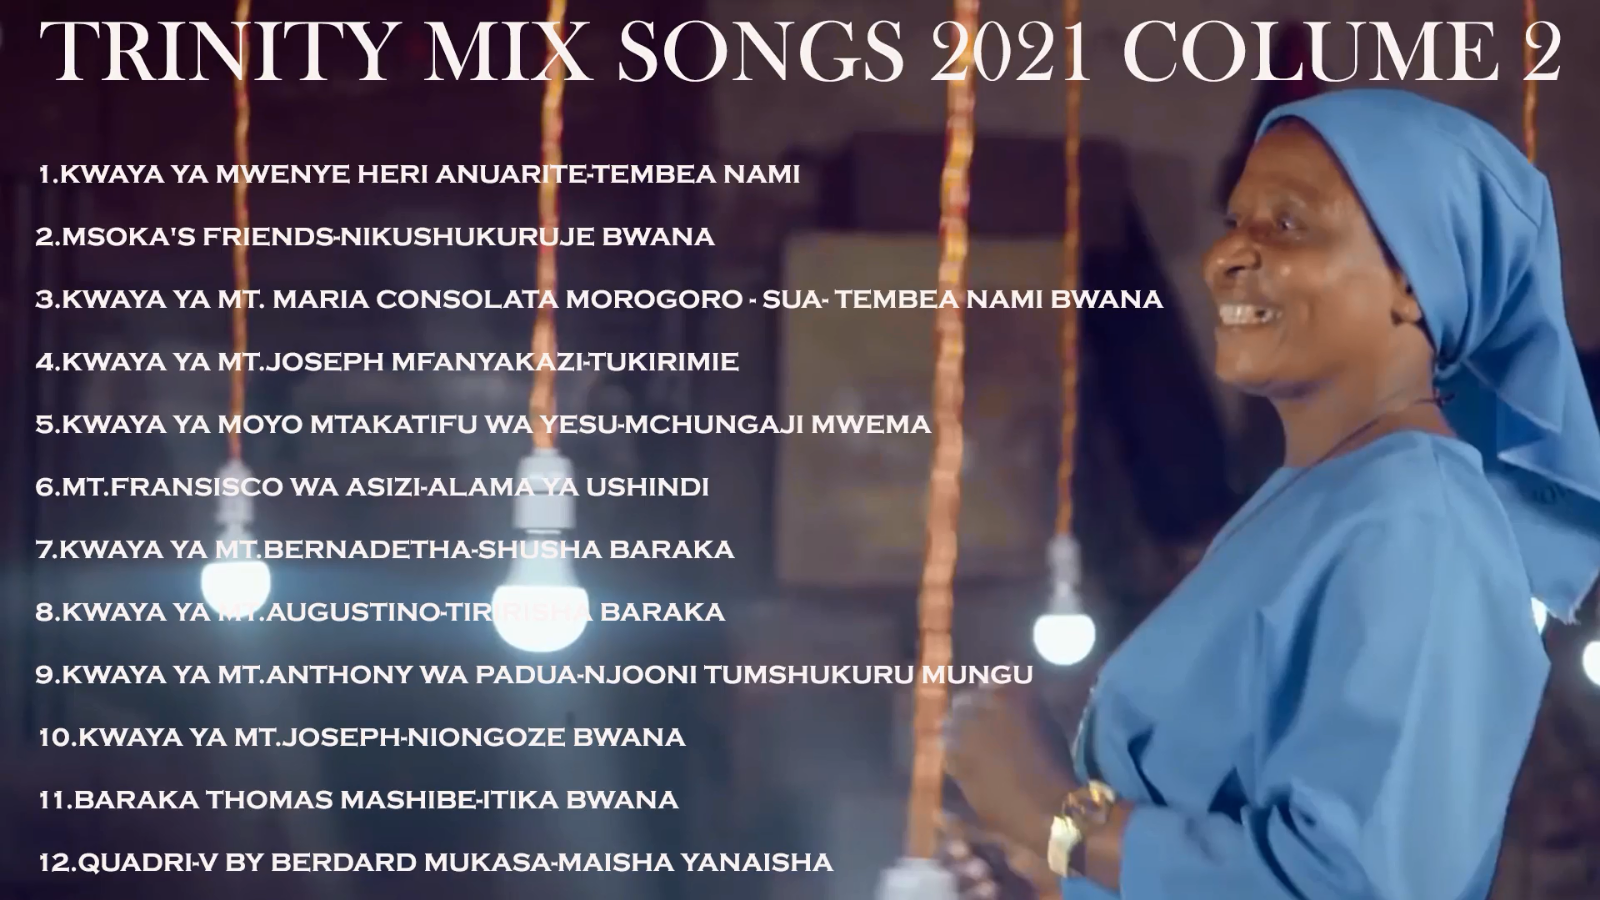 TRINITY MIX SONGS 2021 COLUME 2
1.KWAYA YA MWENYE HERI ANUARITE-TEMBEA NAMI
2.MSOKA'S FRIENDS-NIKUSHUKURUJE BWANA
3.KWAYA YA MT. MARIA CONSOLATA MOROGORO - SUA- TEMBEA NAMI BWANA
4.KWAYA YA MT.JOSEPH MFANYAKAZI-TUKIRIMIE
5.KWAYA YA MOYO MTAKATIFU WA YESU-MCHUNGAJI MWEMA
6.MT.FRANSISCO WA ASIZI-ALAMA YA USHINDI
7.KWAYA YA MT.BERNADETHA-SHUSHA BARAKA
8.KWAYA YA MT.AUGUSTINO-TIRIRISHA BARAKA
9.KWAYA YA MT.ANTHONY WA PADUA-NJOONI TUMSHUKURU MUNGU
10.KWAYA YA MT.JOSEPH-NIONGOZE BWANA
11.BARAKA THOMAS MASHIBE-ITIKA BWANA
12.QUADRI-V BY BERDARD MUKASA-MAISHA YANAISHA